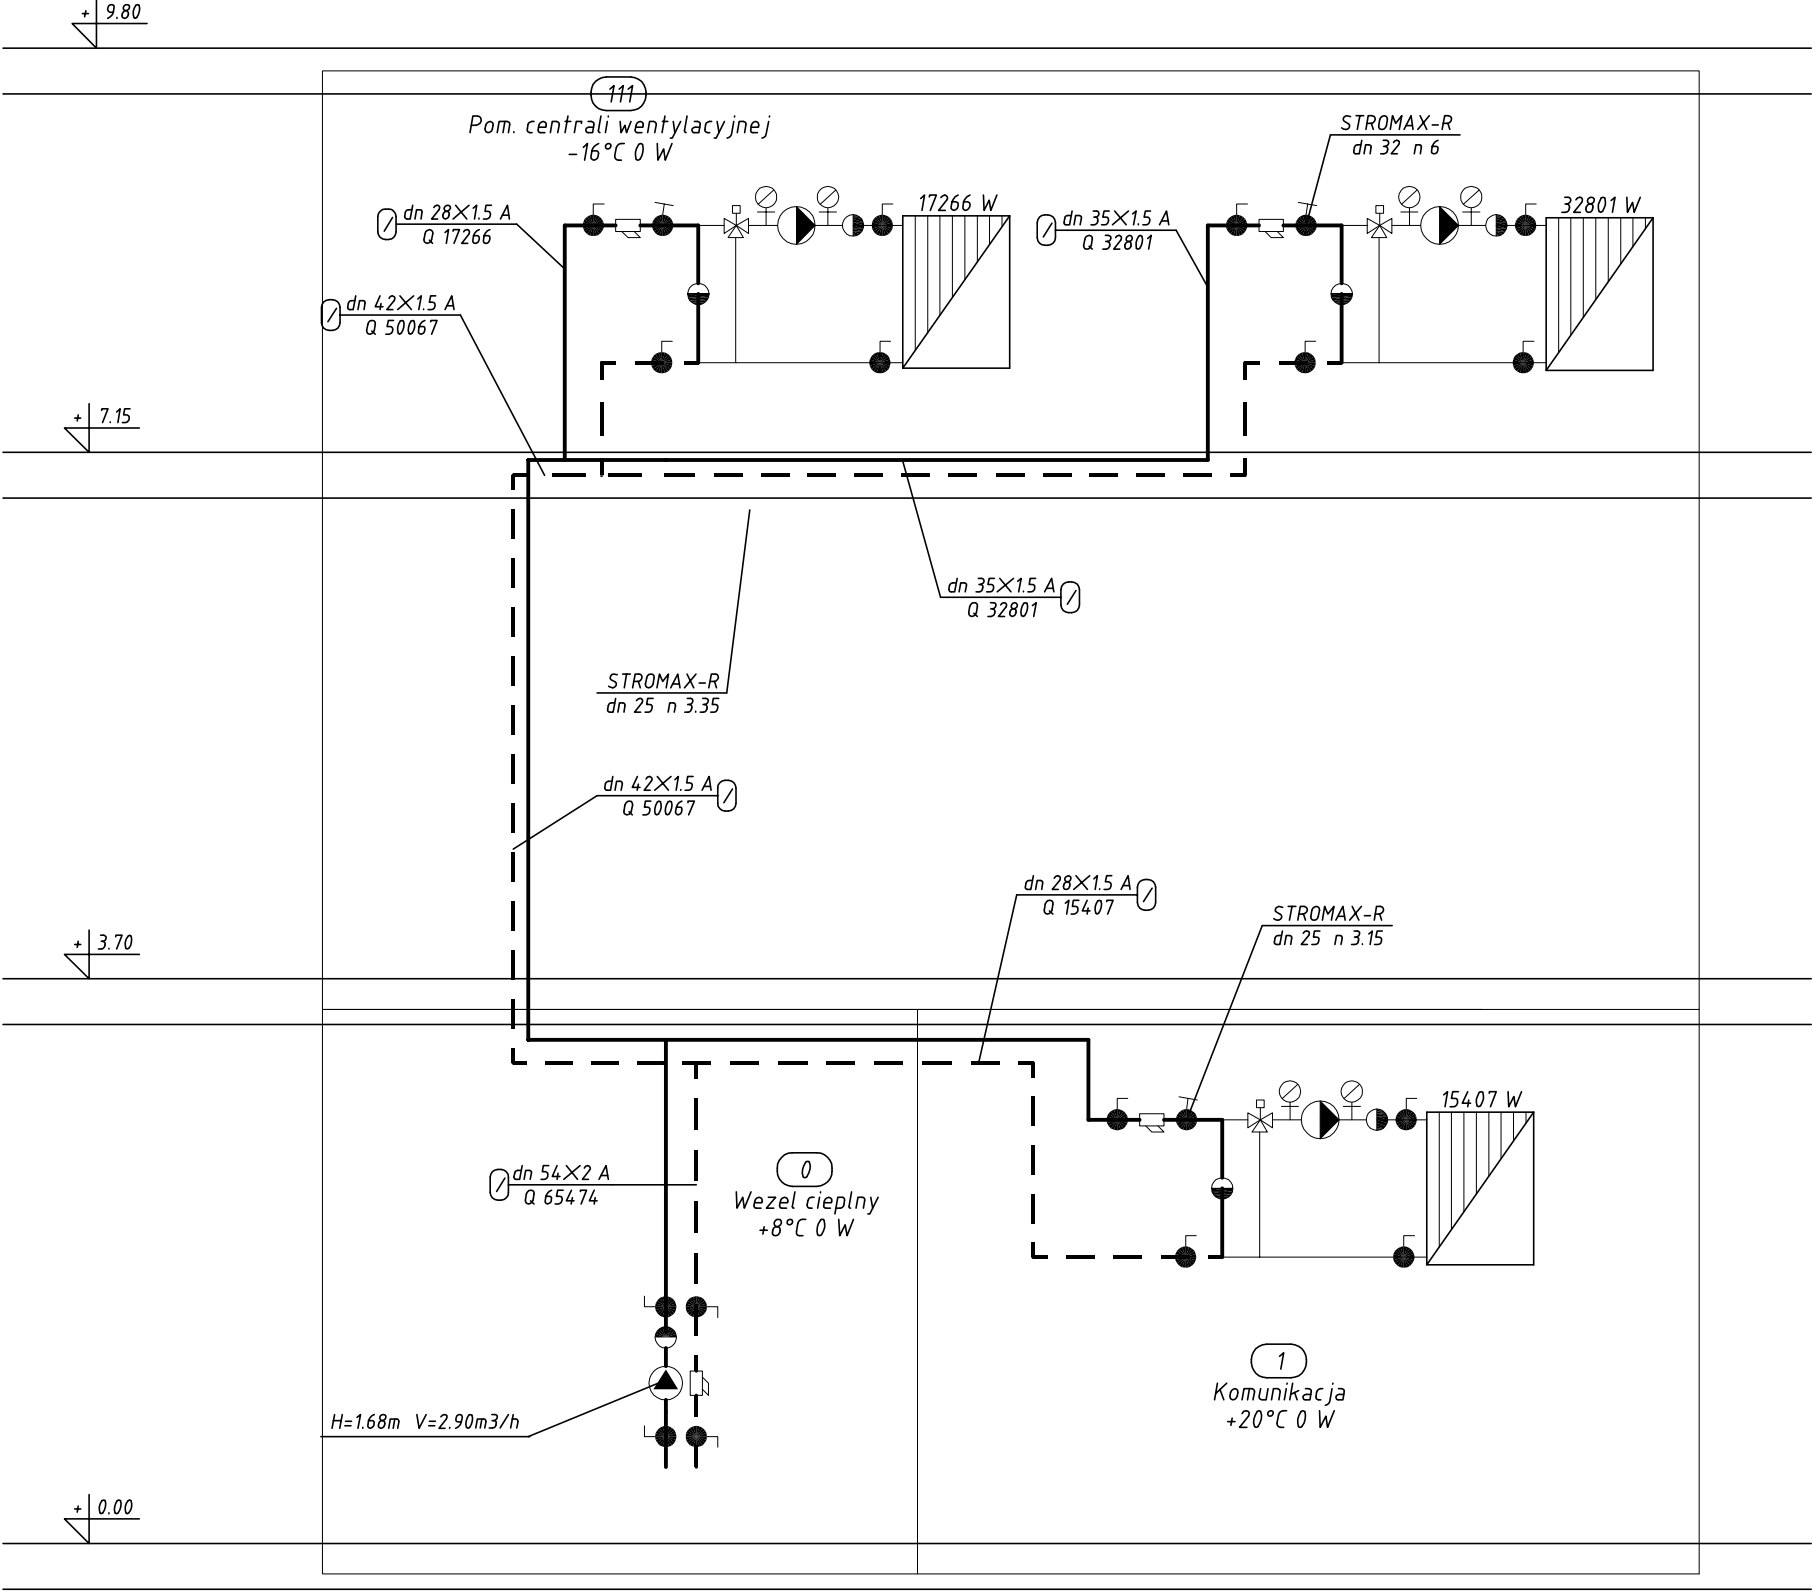 + 9.80
111
Pom. centrali wentylacyjnej
-16°C 0 W
STROMAX-R
dn 32 n 6
dn 28X1.5 A
Q 17266
17266 W
dn 35X1.5 A
Q 32801
32801 W
dn 42X1.5 A
Q 50067
+ 7.15
dn 35X1.5 A
Q 32801
STROMAX-R
dn 25 n 3.35
dn 42X1.5 A
Q 50067
dn 28X1.5 A
Q 15407
STROMAX-R
dn 25 n 3.15
+ 3.70
15407 W
dn 54X2 A
Q 65474
0
Wezel cieplny
+8°C 0 W
1
Komunikacja
+20°C 0 W
H=1.68m V=2.90m3/h
+ 0.00